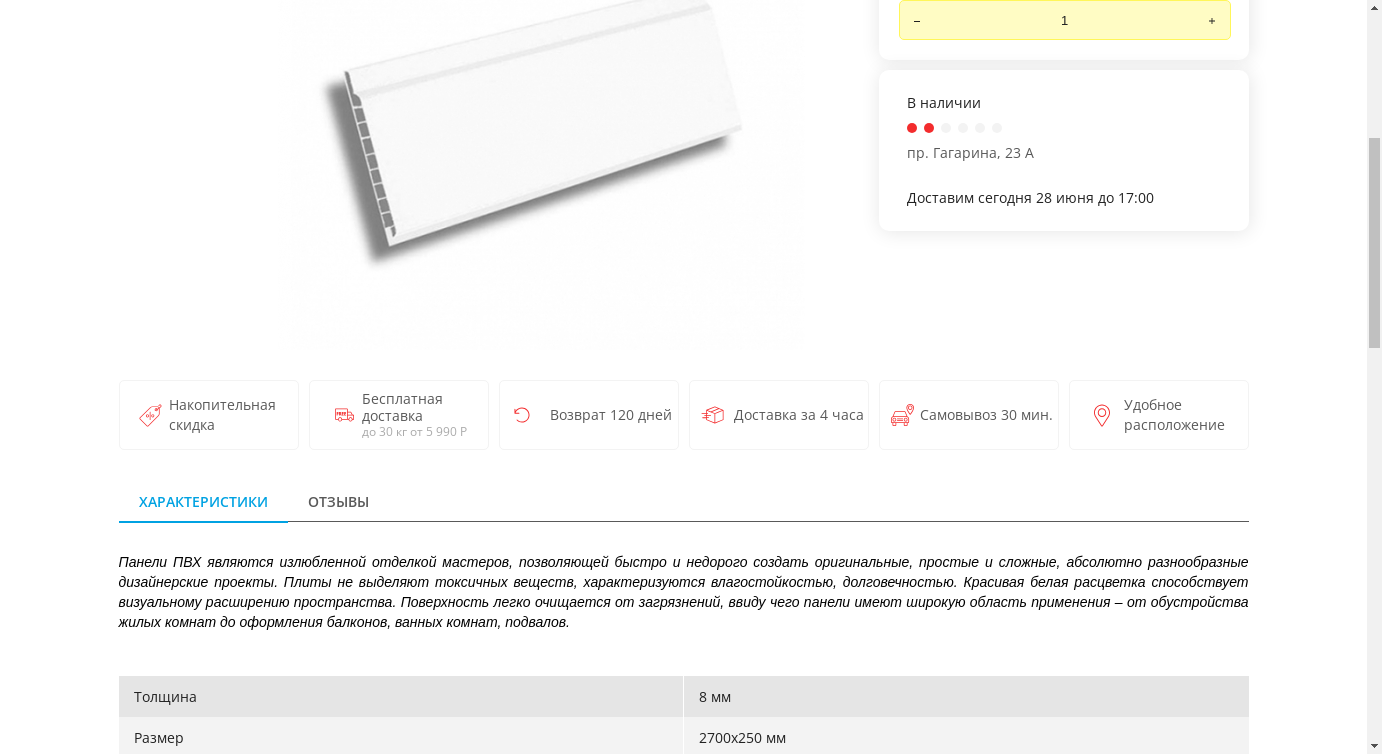 –
1
+
В наличии
пр. Гагарина, 23 А
Доставим сегодня 28 июня до 17:00
Накопительная
скидка
FREE
Бесплатная
доставка
до 30 кг от 5 990 Р
Возврат 120 дней
Доставка за 4 часа
Самовывоз 30 мин.
Удобное
расположение
ХАРАКТЕРИСТИКИ
ОТЗЫВЫ
Панели ПВХ являются излюбленной отделкой мастеров, позволяющей быстро и недорого создать оригинальные, простые и сложные, абсолютно разнообразные
дизайнерские проекты. Плиты не выделяют токсичных веществ, характеризуются влагостойкостью, долговечностью. Красивая белая расцветка способствует
визуальному расширению пространства. Поверхность легко очищается от загрязнений, ввиду чего панели имеют широкую область применения – от обустройства
жилых комнат до оформления балконов, ванных комнат, подвалов.
Толщина 8 мм
Размер 2700х250 мм